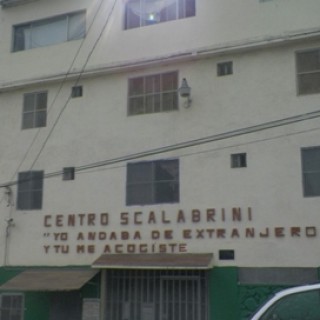 CENTRO SCALABRINI
"YO ANDABA DE EXTRANJERO
Y TU ME ACOGISTE